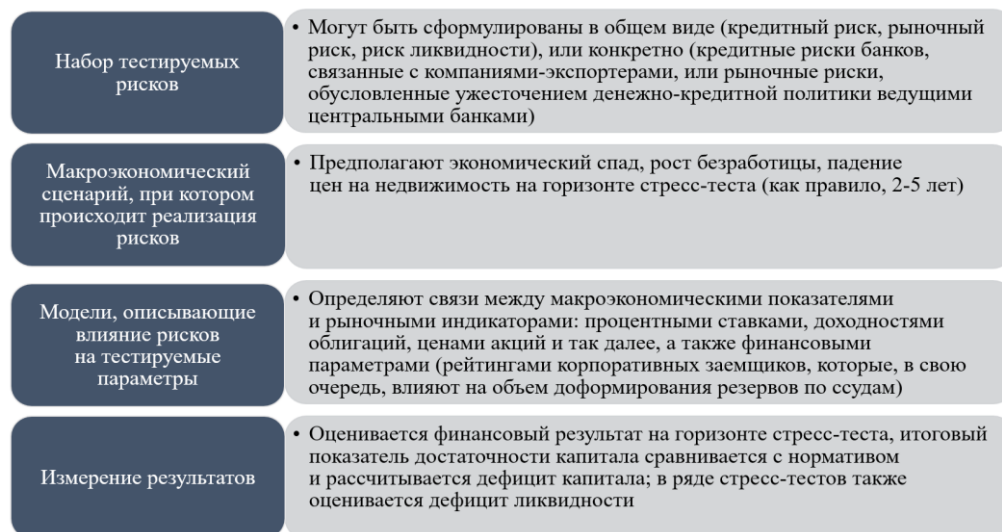 Набор тестируемых
рисков
• Могут быть сформулированы в общем виде (кредитный риск, рыночный
риск, риск ликвидности), или конкретно (кредитные риски банков,
связанные с компаниями-экспортерами, или рыночные риски,
обусловленные ужесточением денежно-кредитной политики ведущими
центральными банками)
Макроэкономический
сценарий, при котором
происходит реализация
рисков
• Предполагают экономический спад, рост безработицы, падение
цен на недвижимость на горизонте стресс-теста (как правило, 2-5 лет)
Модели, описывающие
влияние рисков
на тестируемые
параметры
• Определяют связи между макроэкономическими показателями
и рыночными индикаторами: процентными ставками, доходностями
облигаций, ценами акций и так далее, а также финансовыми
параметрами (рейтингами корпоративных заемщиков, которые, в свою
очередь, влияют на объем доформирования резервов по ссудам)
Измерение результатов
• Оценивается финансовый результат на горизонте стресс-теста, итоговый
показатель достаточности капитала сравнивается с нормативом
и рассчитывается дефицит капитала; в ряде стресс-тестов также
оценивается дефицит ликвидности